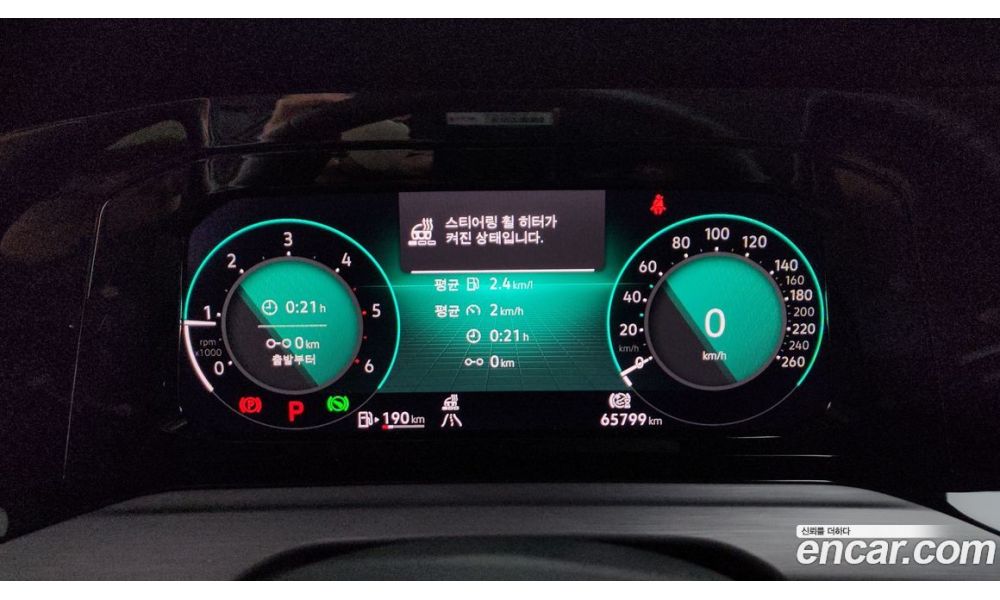 스티어링 휠 히터가
켜진 상태입니다.
평균 2.4 km/l
평균 2 km/h
0:21 h
0 km
0:21 h
0 km
출발부터
rpm
x1000
0
1
2
3
4
5
6
0
20
40
60
80
100
120
140
160
180
200
220
240
260
km/h
0
km/h
P
P
190 km
65799 km
신뢰를 더하다
encar.com